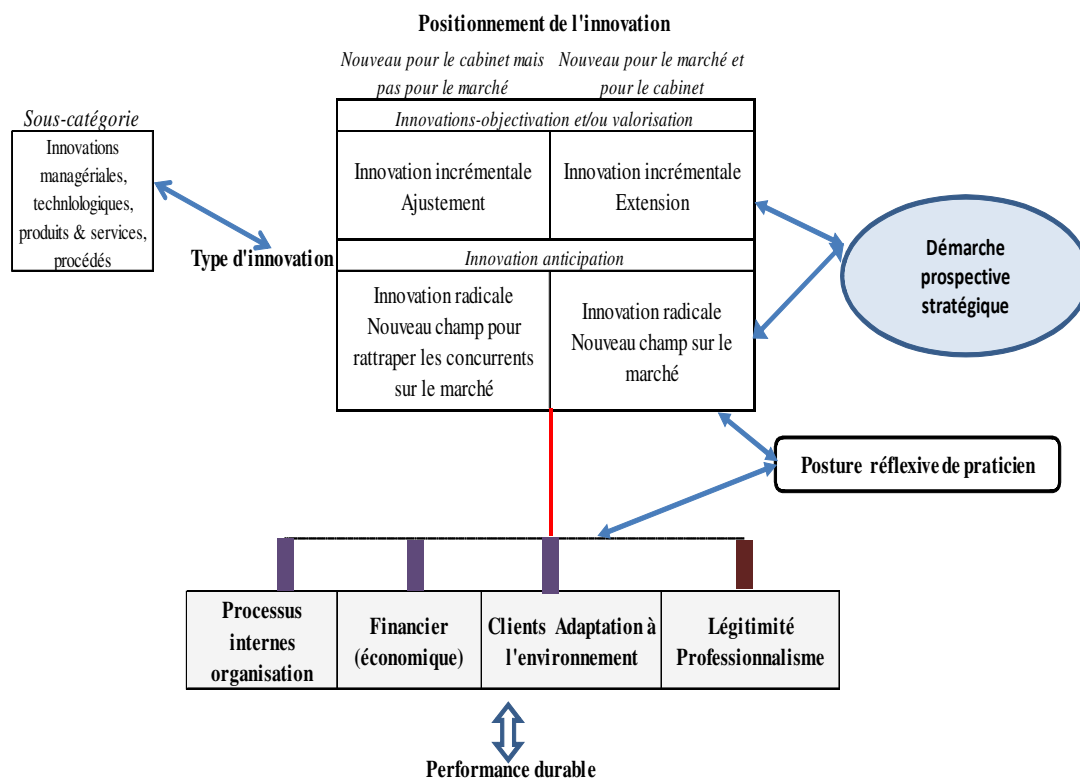 Positionnement de l'innovation
Nouveau pour le cabinet mais
pas pour le marché
Nouveau pour le marché et
pour le cabinet
Sous-catégorie
Innovations
managériales,
technlologiques,
produits & services,
procédés
Type d'innovation
Innovations-objectivation et/ou valorisation
Innovation incrémentale
Ajustement
Innovation incrémentale
Extension
Innovation anticipation
Innovation radicale
Nouveau champ pour
rattraper les concurrents
sur le marché
Innovation radicale
Nouveau champ sur le
marché
Démarche
prospective
stratégique
Posture réflexive de praticien
Processus
internes
organisation
Financier
(économique)
Clients Adaptation à
l'environnement
Légitimité
Professionnalisme
Performance durable